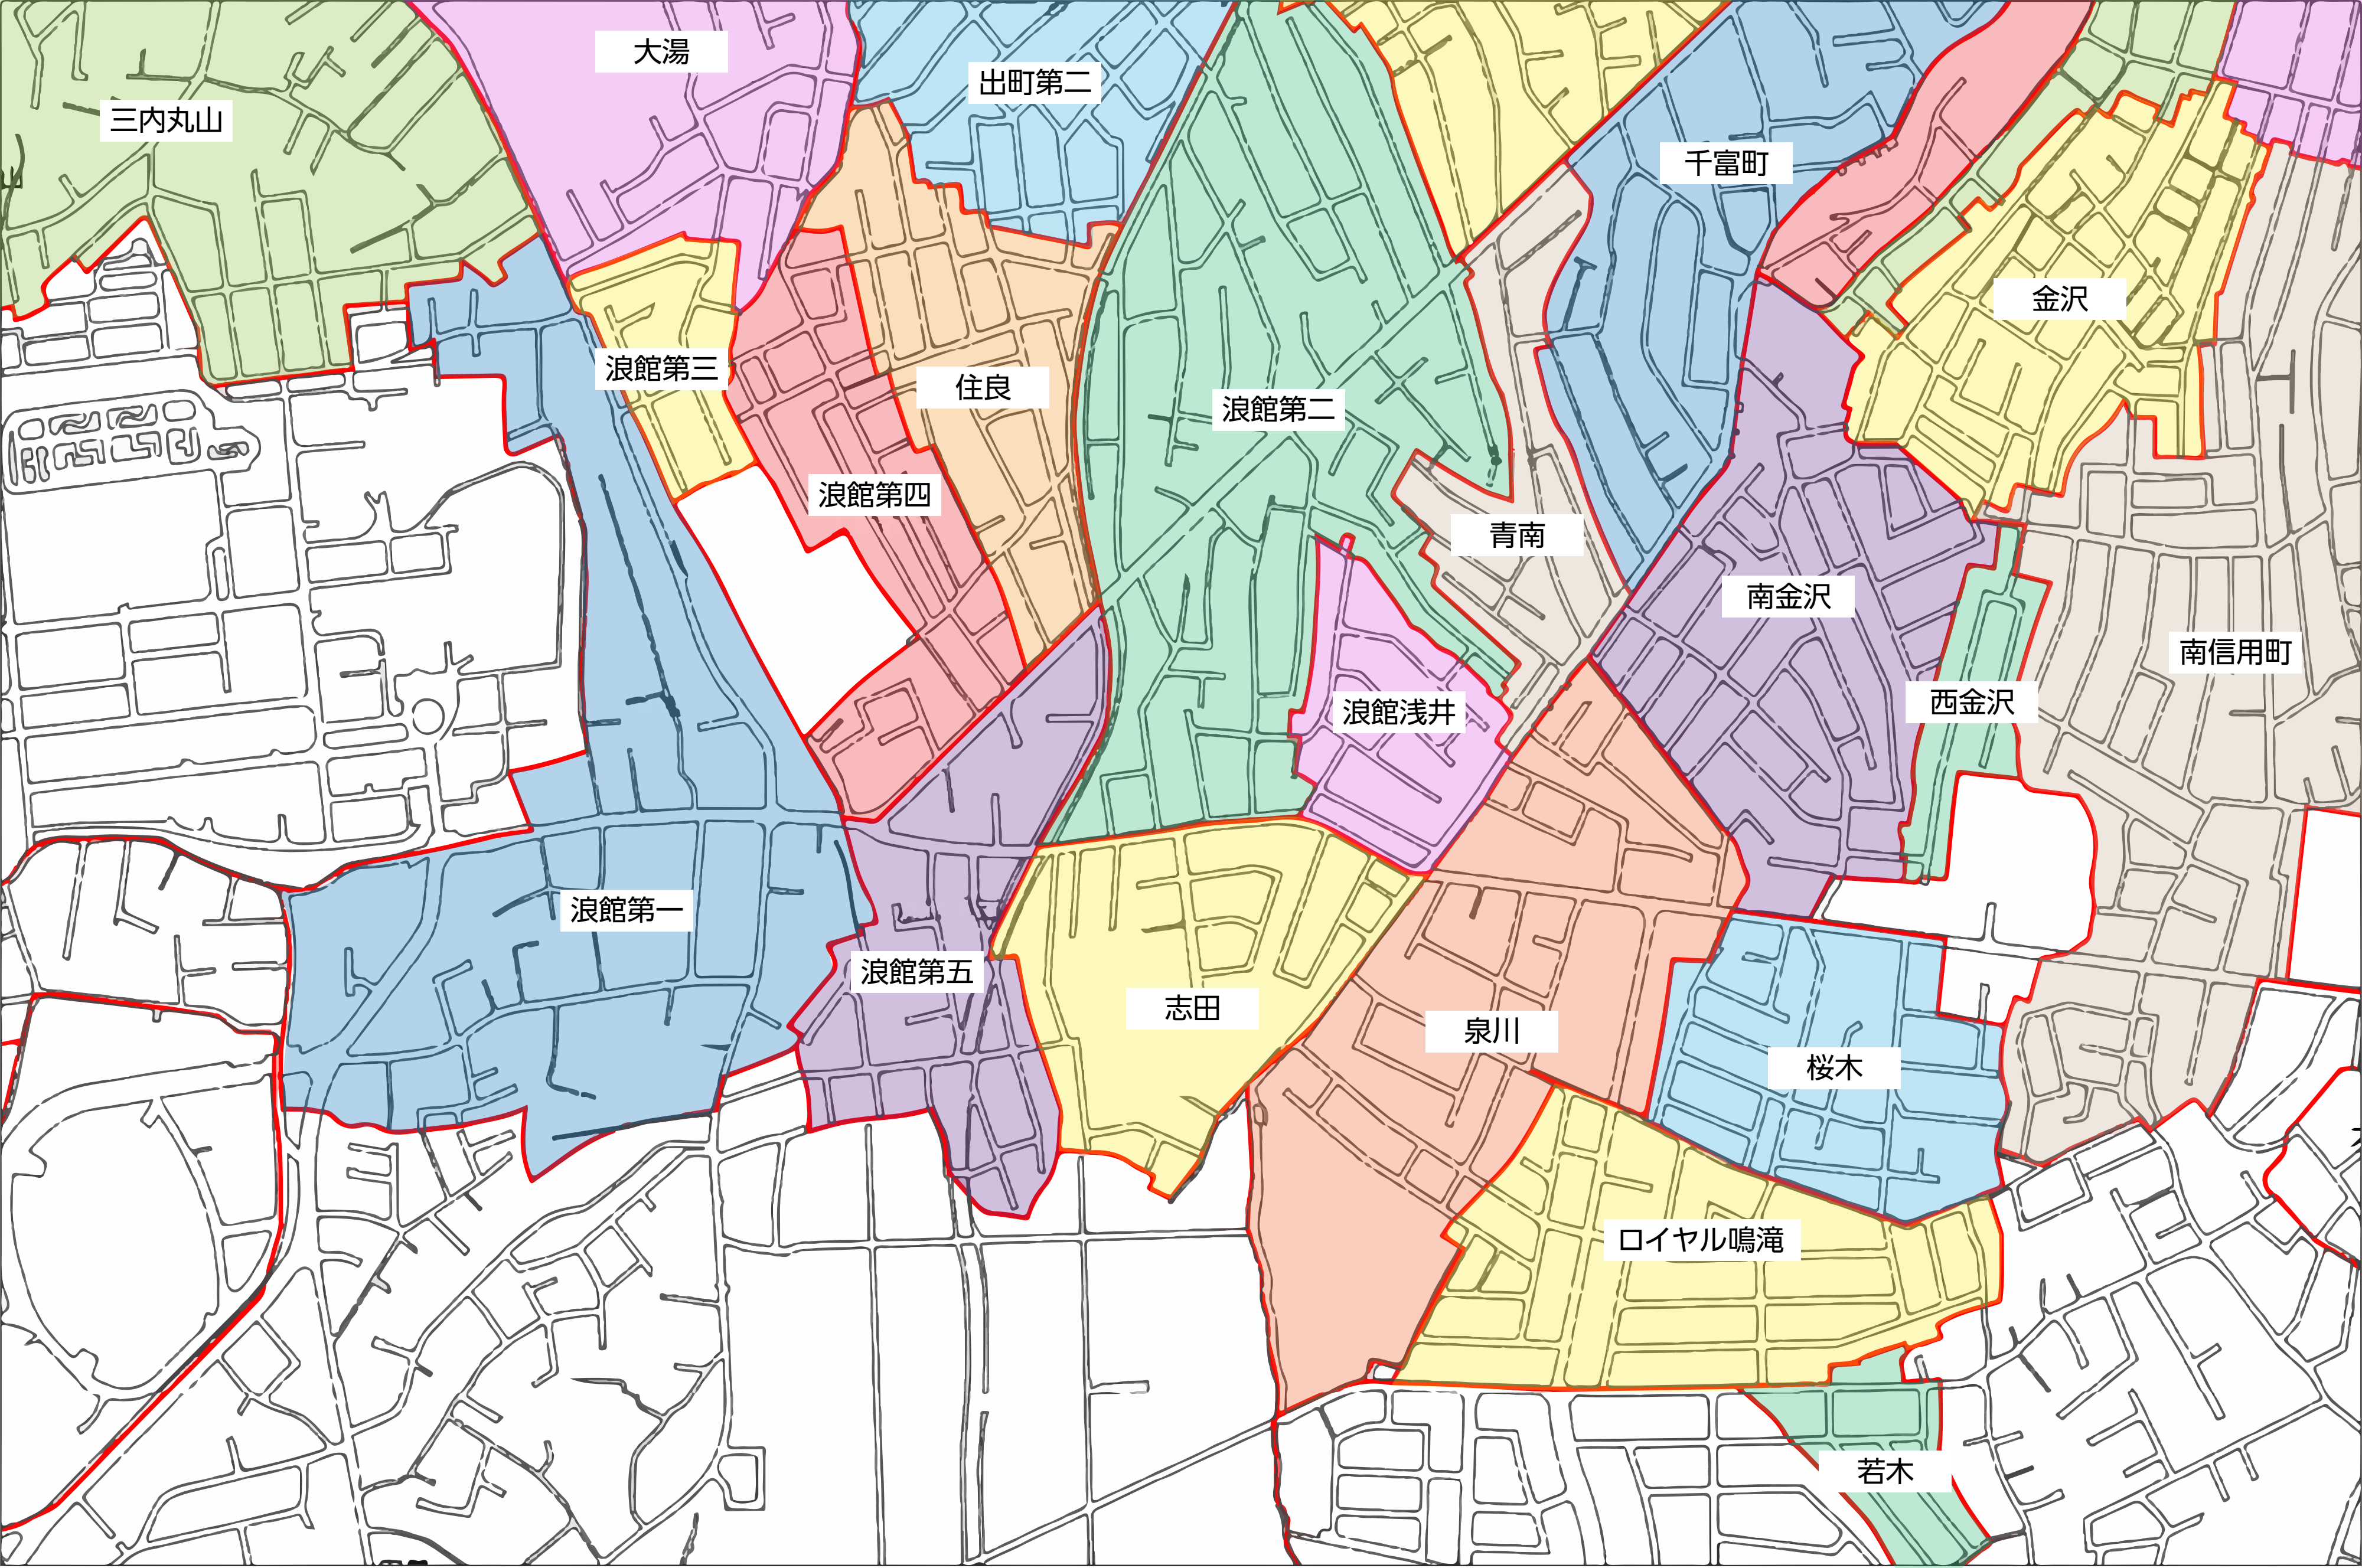 大湯
出町第二
三内丸山
千富町
金沢
浪館第三
住良
浪館第二
浪館第四
青南
南金沢
南信用町
西金沢
浪館浅井
浪館第一
浪館第五
志田
泉川
桜木
ロイヤル鳴滝
若木